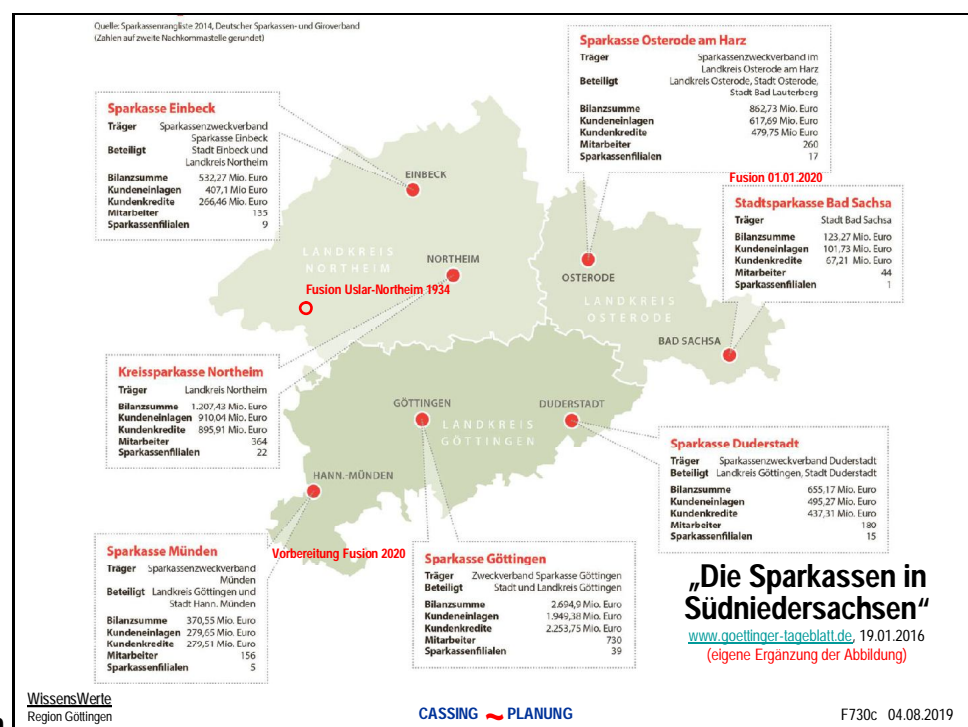 Quelle: Sparkassenrangliste 2014, Deutscher Sparkassen- und Giroverband
(Zahlen auf zweite Nachkommastelle gerundet)
Sparkasse Osterode am Harz
Träger Sparkassenzweckverband im
Landkreis Osterode am Harz
Beteiligt Landkreis Osterode, Stadt Osterode,
Stadt Bad Lauterberg
Bilanzsumme 862,73 Mio. Euro
Kundeneinlagen 617,69 Mio. Euro
Kundenkredite 479,75 Mio. Euro
Mitarbeiter 260
Sparkassenfilialen 17
Sparkasse Einbeck
Träger Sparkassenzweckverband
Sparkasse Einbeck
Beteiligt Stadt Einbeck und
Landkreis Northeim
Bilanzsumme 532,27 Mio. Euro
Kundeneinlagen 407,1 Mio Euro
Kundenkredite 266,46 Mio. Euro
Mitarbeiter 135
Sparkassenfilialen 9
EINBECK
Fusion 01.01.2020
Stadtsparkasse Bad Sachsa
Träger Stadt Bad Sachsa
Bilanzsumme 123,27 Mio. Euro
Kundeneinlagen 101,73 Mio. Euro
Kundenkredite 67,21 Mio. Euro
Mitarbeiter 44
Sparkassenfilialen 1
LANDKREIS
NORTHEIM
NORTHEIM
OSTERODE
Fusion Uslar-Northeim 1934
LANDKREIS
OSTERODE
BAD SACHSA
Kreissparkasse Northeim
Träger Landkreis Northeim
Bilanzsumme 1.207,43 Mio. Euro
Kundeneinlagen 910,04 Mio. Euro
Kundenkredite 895,91 Mio. Euro
Mitarbeiter 364
Sparkassenfilialen 22
GÖTTINGEN
DUDERSTADT
LANDKREIS
GÖTTINGEN
HANN.-MÜNDEN
Sparkasse Duderstadt
Träger Sparkassenzweckverband Duderstadt
Beteiligt Landkreis Göttingen, Stadt Duderstadt
Bilanzsumme 655,17 Mio. Euro
Kundeneinlagen 495,27 Mio. Euro
Kundenkredite 437,31 Mio. Euro
Mitarbeiter 180
Sparkassenfilialen 15
Sparkasse Münden
Träger Sparkassenzweckverband
Münden
Beteiligt Landkreis Göttingen und
Stadt Hann. Münden
Bilanzsumme 370,55 Mio. Euro
Kundeneinlagen 279,65 Mio. Euro
Kundenkredite 279,51 Mio. Euro
Mitarbeiter 156
Sparkassenfilialen 5
Vorbereitung Fusion 2020
Sparkasse Göttingen
Träger Zweckverband Sparkasse Göttingen
Beteiligt Stadt und Landkreis Göttingen
Bilanzsumme 2.694,9 Mio. Euro
Kundeneinlagen 1.949,38 Mio. Euro
Kundenkredite 2.253,75 Mio. Euro
Mitarbeiter 730
Sparkassenfilialen 39
„Die Sparkassen in
Südniedersachsen“
www.goettinger-tageblatt.de, 19.01.2016
(eigene Ergänzung der Abbildung)
WissensWerte
Region Göttingen
CASSING PLANUNG
F730c 04.08.2019